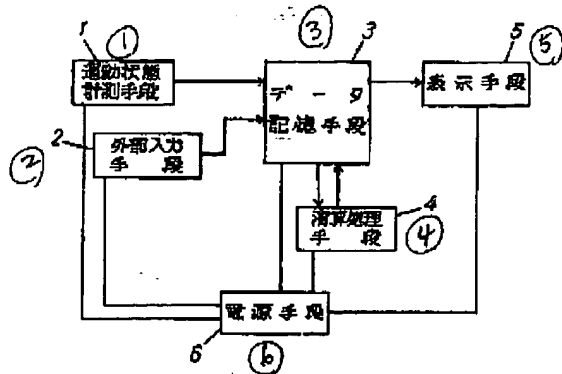 1
①
運動状態
計測手段
2
②
外部入力
手段
③
3
データ
記憶手段
5
⑤
表示手段
演算処理
手段
4
④
電源手段
6
⑥